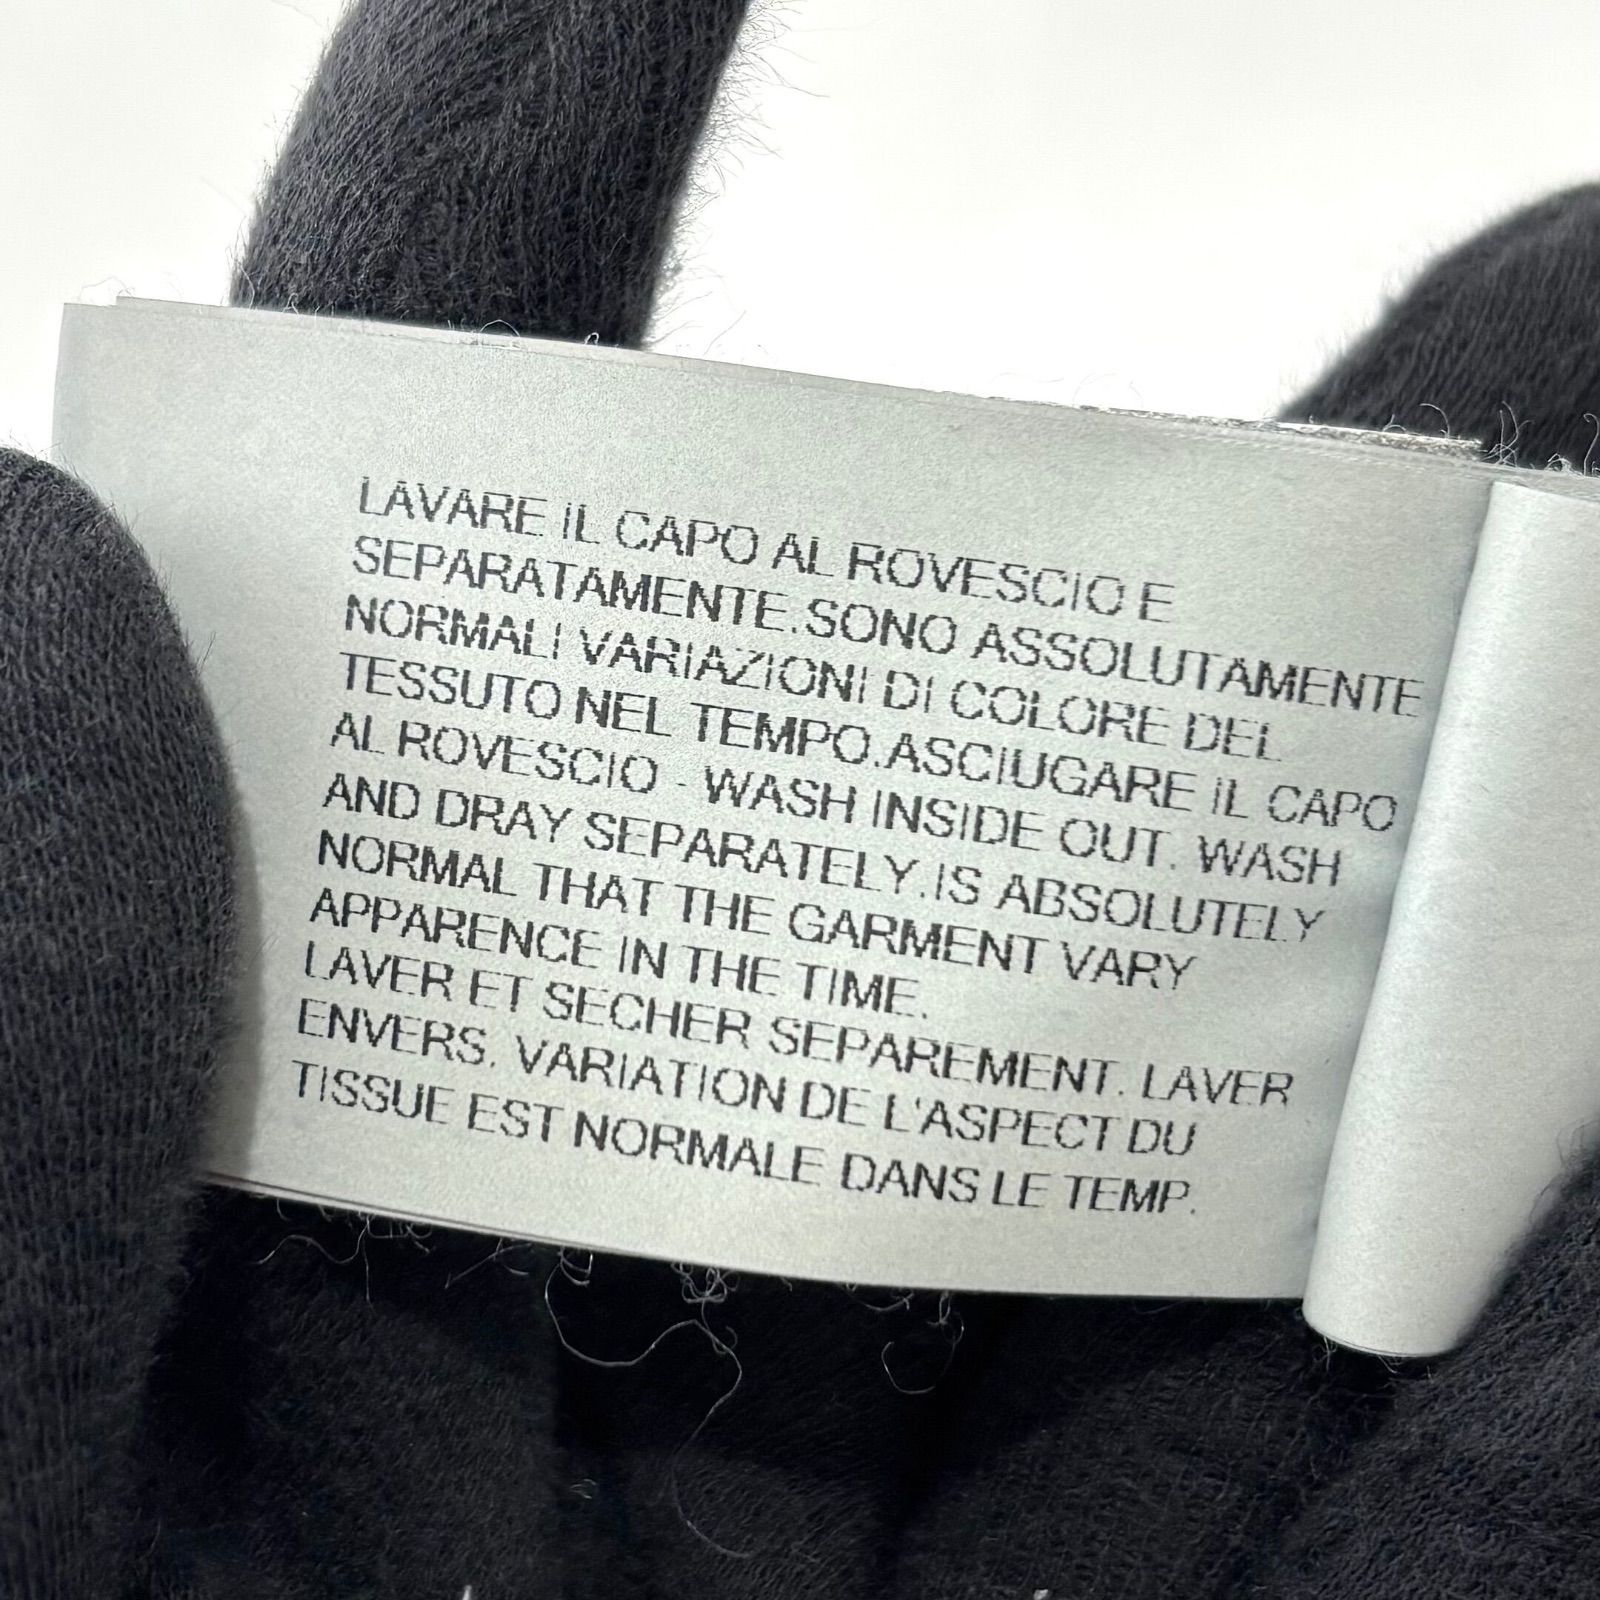 LAVARE IL CAPO AL ROVESCIO E
SEPARATAMENTE.SONO ASSOLUTAMENTE
NORMALI VARIAZIONI DI COLORE DEL
TESSUTO NEL TEMPO.ASCIUGARE IL CAPO
AL ROVESCIO - WASH INSIDE OUT. WASH
AND DRAY SEPARATELY.IS ABSOLUTELY
NORMAL THAT THE GARMENT VARY
APPARENCE IN THE TIME.
LAVER ET SECHER SEPAREMENT. LAVER
ENVERS. VARIATION DE L'ASPECT DU
TISSUE EST NORMALE DANS LE TEMP.